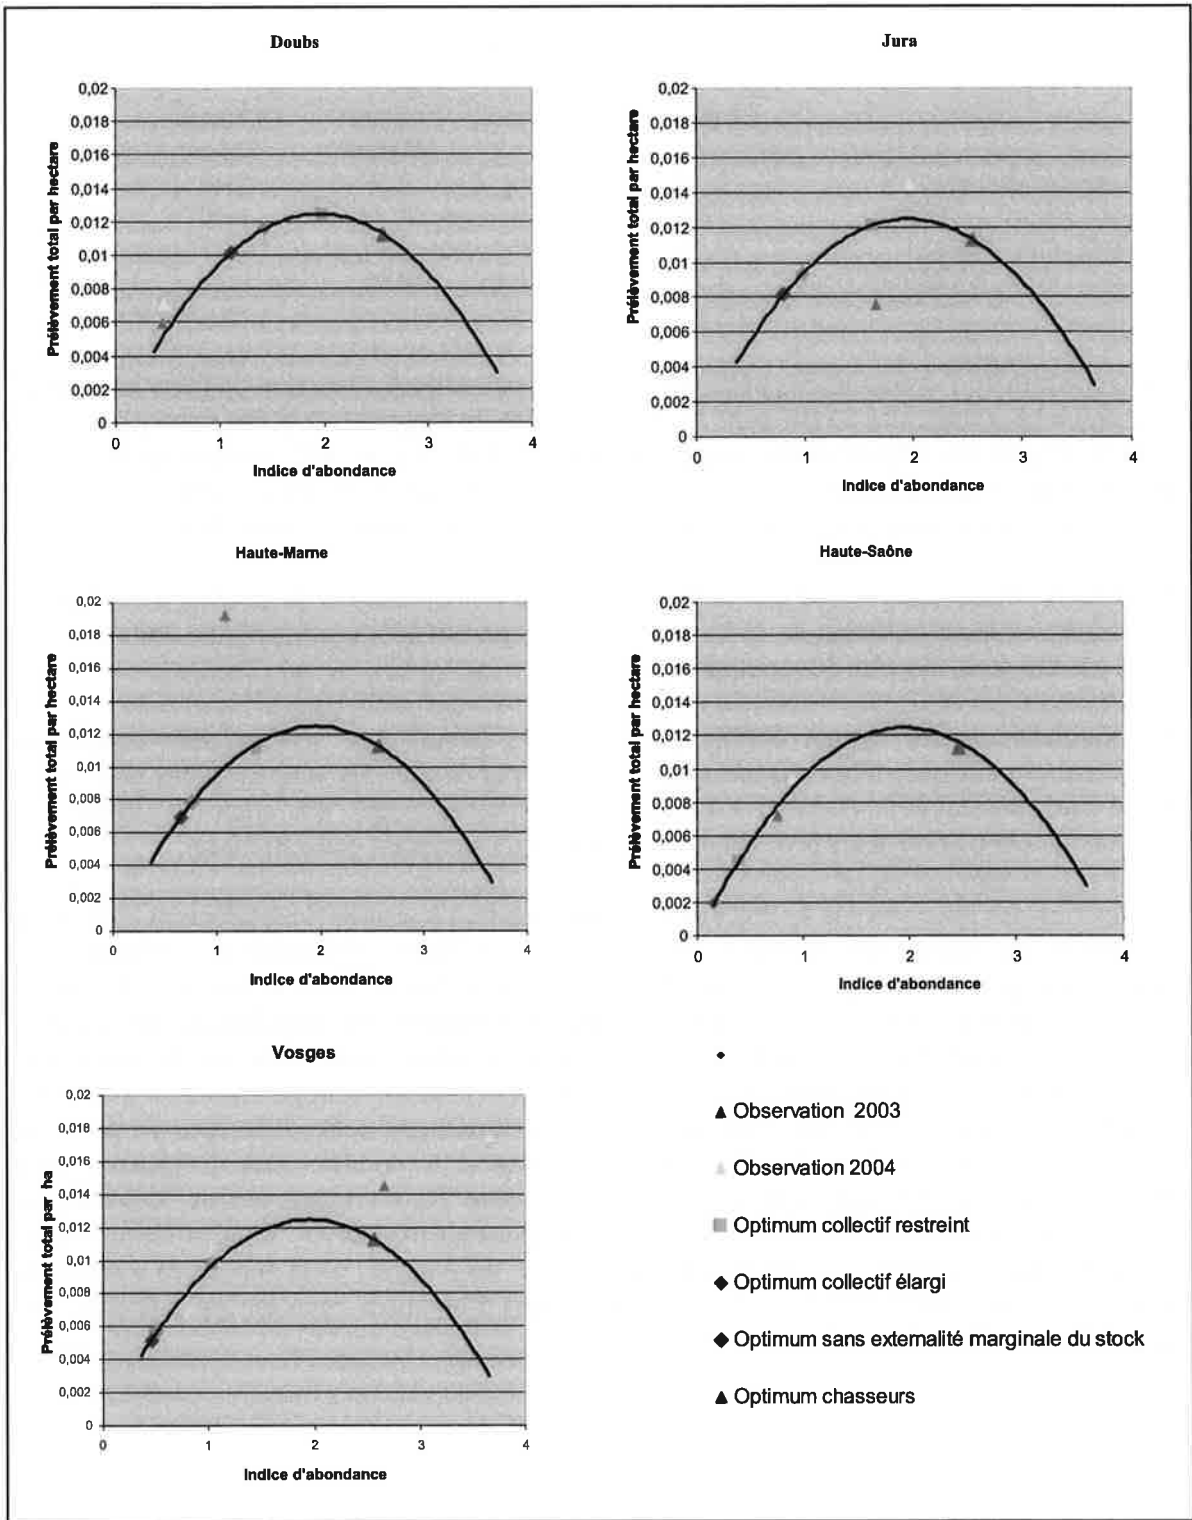 Doubs
Prélèvement total par hectare
0,02
0,018
0,016
0,014
0,012
0,01
0,008
0,006
0,004
0,002
0
0 1 2 3 4
Indice d'abondance
Jura
Prélèvement total par hectare
0,02
0,018
0,016
0,014
0,012
0,01
0,008
0,006
0,004
0,002
0
0 1 2 3 4
Indice d'abondance
Haute-Marne
Prélèvement total par hectare
0,02
0,018
0,016
0,014
0,012
0,01
0,008
0,006
0,004
0,002
0
0 1 2 3 4
Indice d'abondance
Haute-Saône
Prélèvement total par hectare
0,02
0,018
0,016
0,014
0,012
0,01
0,008
0,006
0,004
0,002
0
0 1 2 3 4
Indice d'abondance
Vosges
Prélèvement total par ha
0,02
0,018
0,016
0,014
0,012
0,01
0,008
0,006
0,004
0,002
0
0 1 2 3 4
Indice d'abondance
Observation 2003
Observation 2004
Optimum collectif restreint
Optimum collectif élargi
Optimum sans externalité marginale du stock
Optimum chasseurs